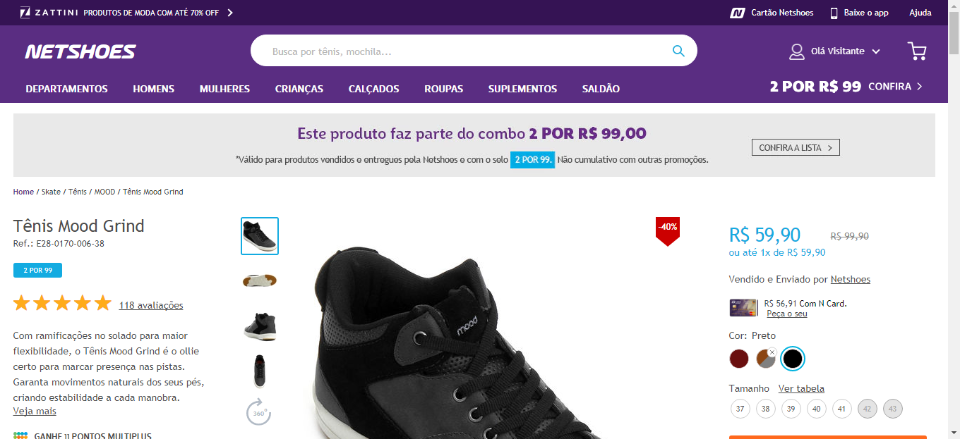 ZATTINI PRODUTOS DE MODA COM ATÉ 70% OFF
Cartão Netshoes
Baixe o app
Ajuda
NETSHOES
Busca por tênis, mochila...
Olá Visitante
DEPARTAMENTOS HOMENS MULHERES CRIANÇAS CALÇADOS ROUPAS SUPLEMENTOS SALDÃO
2 POR R$ 99 CONFIRA
Este produto faz parte do combo 2 POR R$ 99,00
*Válido para produtos vendidos e entregues pela Netshoes e com o selo 2 POR 99. Não cumulativo com outras promoções.
CONFIRA A LISTA
Home / Skate / Tênis / MOOD / Tênis Mood Grind
Tênis Mood Grind
Ref.: E28-0170-006-38
2 POR 99
118 avaliações
Com ramificações no solado para maior
flexibilidade, o Tênis Mood Grind é o ollie
certo para marcar presença nas pistas.
Garanta movimentos naturais dos seus pés,
criando estabilidade a cada manobra.
Veja mais
GANHE 11 PONTOS MULTIPLUS
360°
mood
-40%
R$ 59,90 R$ 99,90
ou até 1x de R$ 59,90
Vendido e Enviado por Netshoes
R$ 56,91 Com N Card.
Peça o seu
Cor: Preto
Tamanho Ver tabela
37 38 39 40 41 42 43